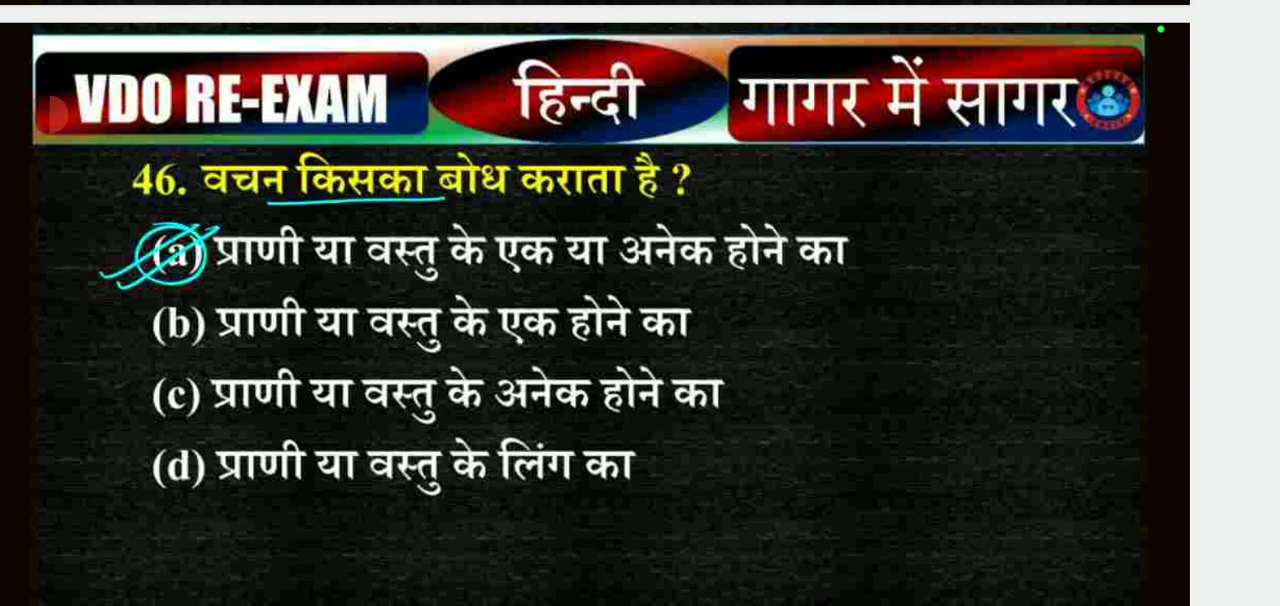 VDO RE-EXAM हिन्दी गागर में सागर
46. वचन किसका बोध कराता है ?
(a) प्राणी या वस्तु के एक या अनेक होने का
(b) प्राणी या वस्तु के एक होने का
(c) प्राणी या वस्तु के अनेक होने का
(d) प्राणी या वस्तु के लिंग का